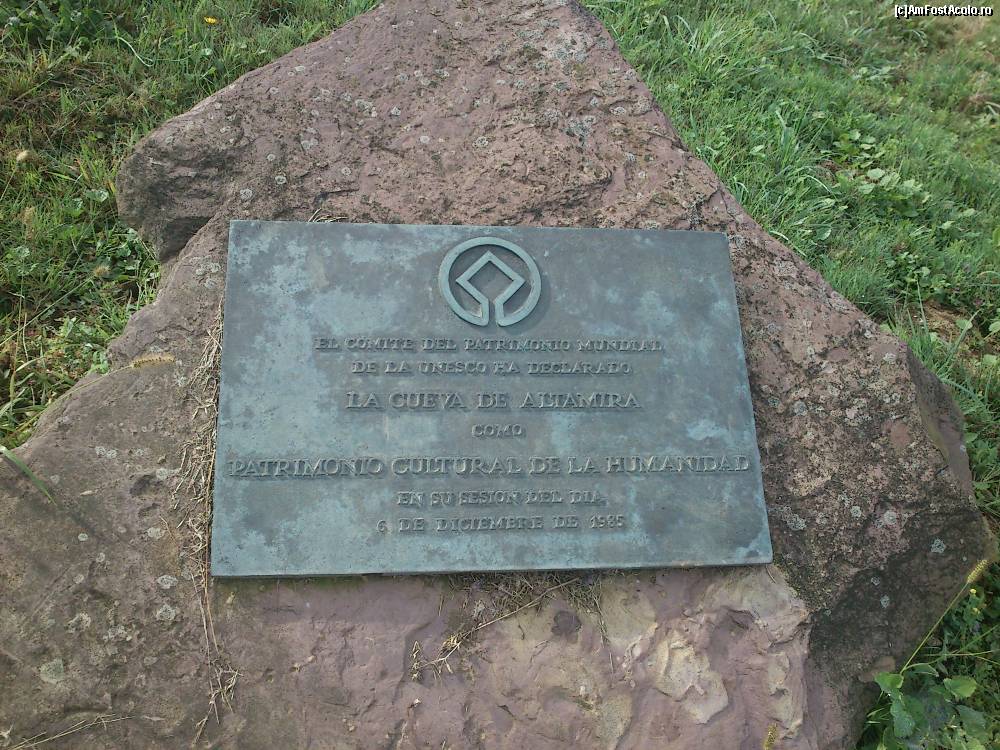 [c]AmFostAcolo.ro
EL COMITE DEL PATRIMONIO MUNDIAL
DE LA UNESCO HA DECLARADO
LA CUEVA DE ALTAMIRA
COMO
PATRIMONIO CULTURAL DE LA HUMANIDAD
EN SU SESION DEL DIA
6 DE DICIEMBRE DE 1985